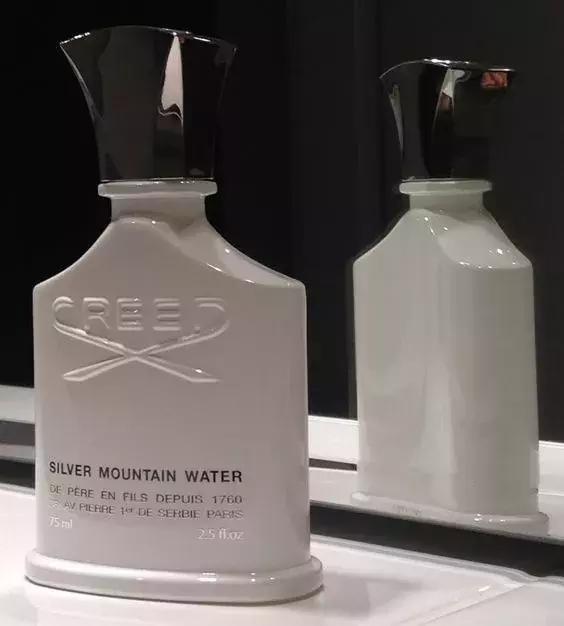 CREED
SILVER MOUNTAIN WATER
DE PÈRE EN FILS DEPUIS 1760
AV PIERRE 1er DE SERBIE PARIS
75 ml 2.5 fl.oz